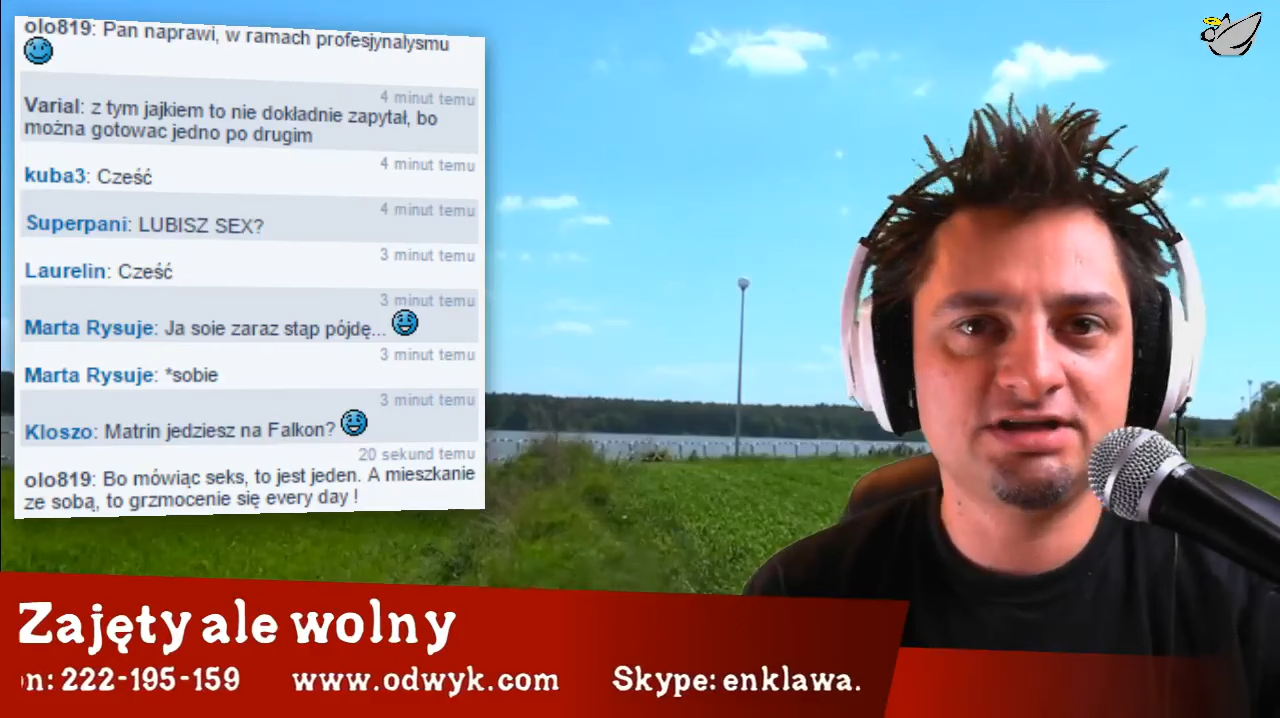 olo819: Pan naprawi, w ramach profesjynalysmu
4 minut temu
Varial: z tym jajkiem to nie dokładnie zapytał, bo
można gotowac jedno po drugim
4 minut temu
kuba3: Cześć
4 minut temu
Superpani: LUBISZ SEX?
3 minut temu
Laurelin: Cześć
3 minut temu
Marta Rysuje: Ja soie zaraz stąp pójdę...
3 minut temu
Marta Rysuje: *sobie
3 minut temu
Kloszo: Matrin jedziesz na Falkon?
20 sekund temu
olo819: Bo mówiąc seks, to jest jeden. A mieszkanie
ze sobą, to grzmocenie się every day !
Zajęty ale wolny
n: 222-195-159 www.odwyk.com Skype: enklawa.